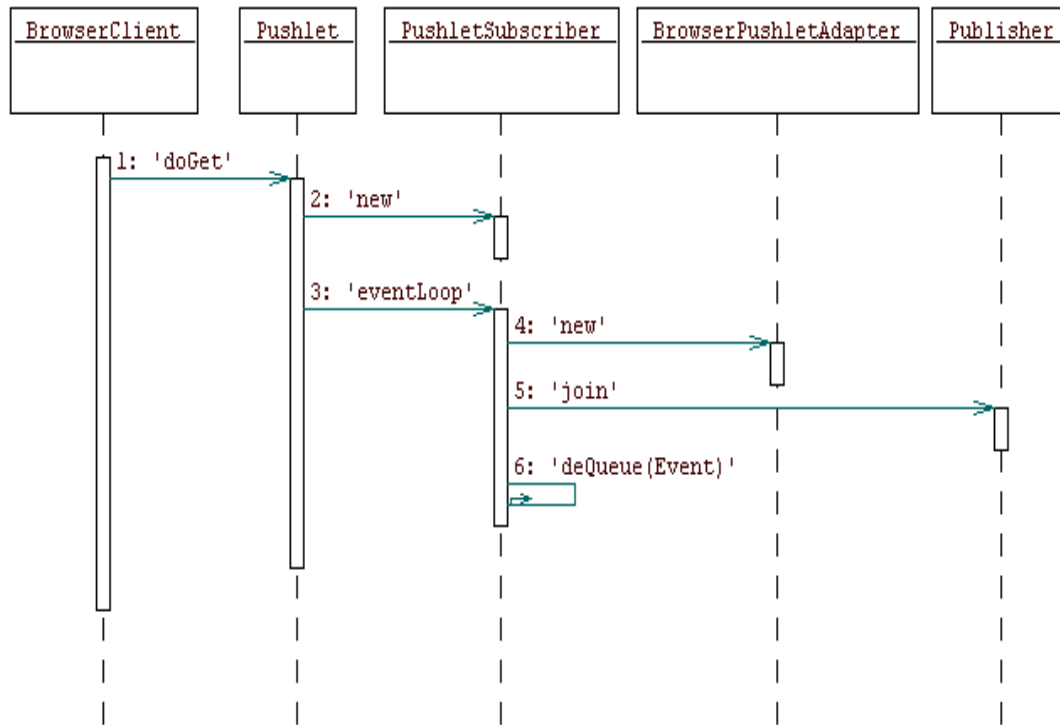 BrowserClient
Pushlet
PushletSubscriber
BrowserPushletAdapter
Publisher
1: 'doGet'
2: 'new'
3: 'eventLoop'
4: 'new'
5: 'join'
6: 'deQueue(Event)'